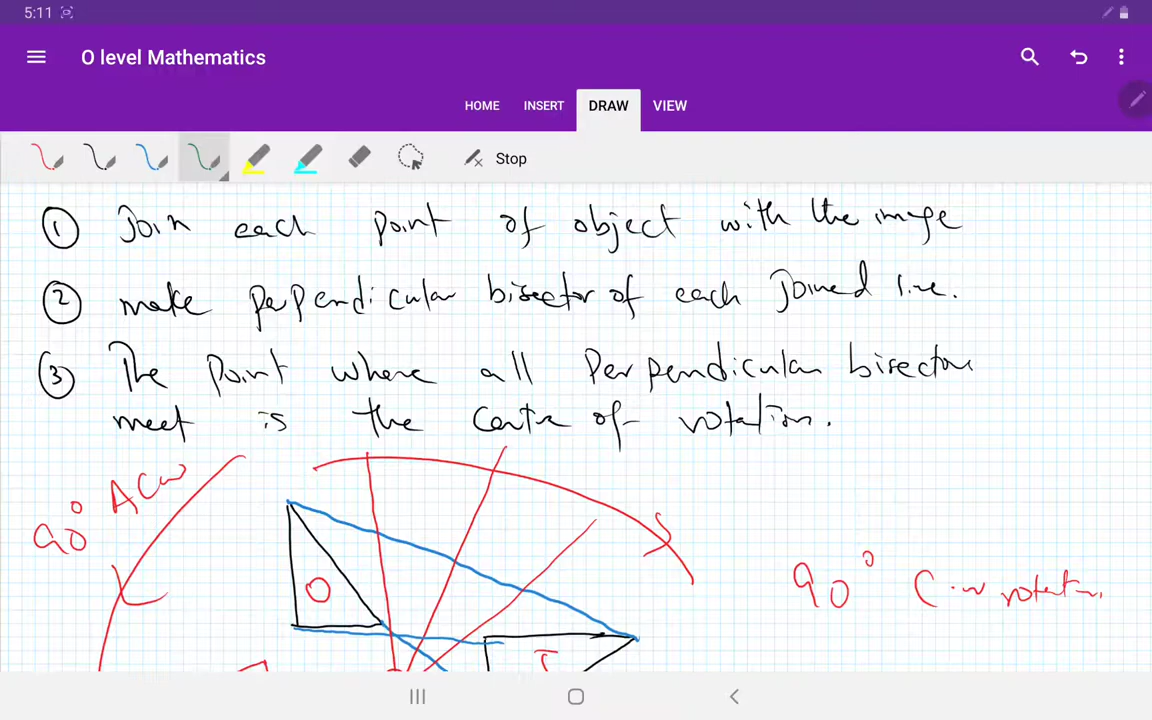 5:11
O level Mathematics
HOME INSERT DRAW VIEW
Stop
① Join each point of object with the image
② make perpendicular bisector of each joined line.
③ The point where all perpendicular bisectors
meet is the centre of rotation.
90° ACW
O
90° C.w rotation
I